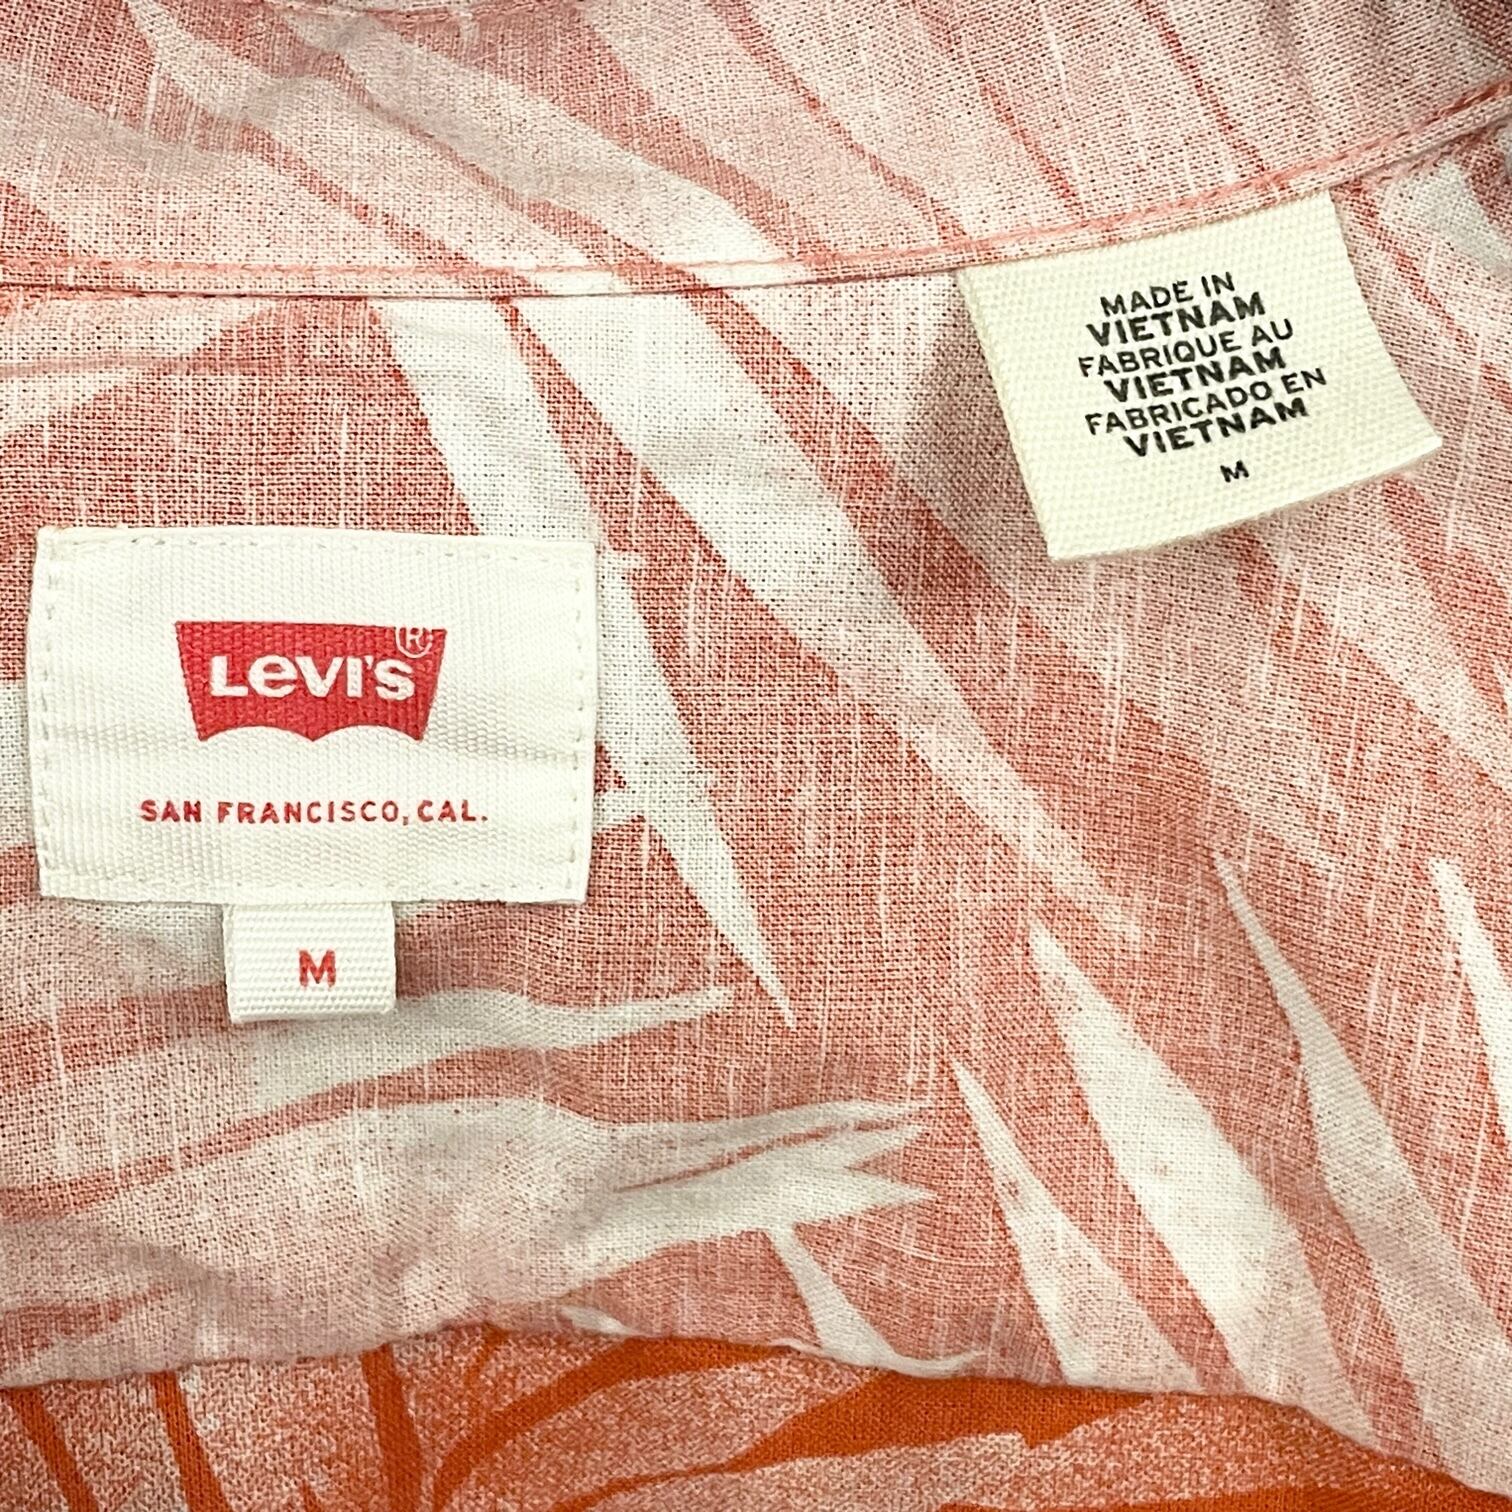 MADE IN
VIETNAM
FABRIQUE AU
VIETNAM
FABRICADO EN
VIETNAM
M
LEVI'S®
SAN FRANCISCO, CAL.
M